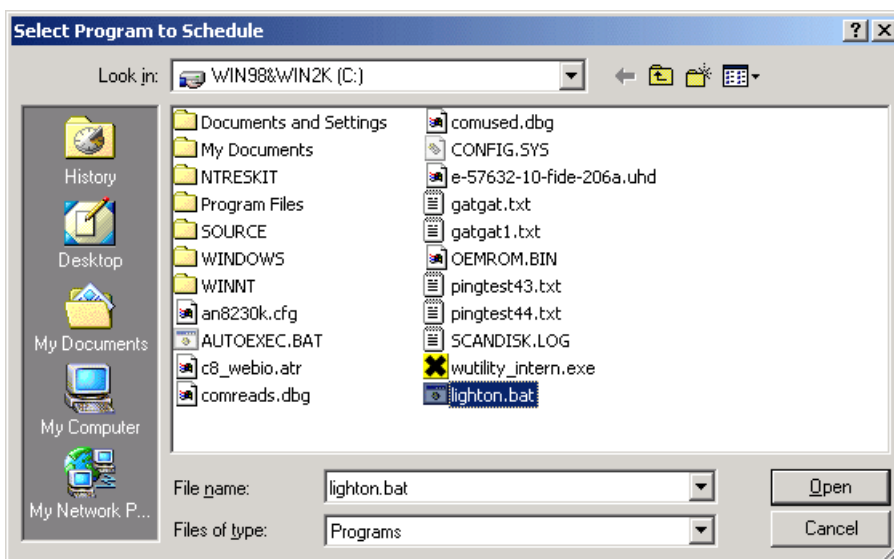 Select Program to Schedule
Look in: WIN98&WIN2K (C:)
History
Desktop
My Documents
My Computer
My Network P...
Documents and Settings
My Documents
NTRESKIT
Program Files
SOURCE
WINDOWS
WINNT
an8230k.cfg
AUTOEXEC.BAT
c8_webio.atr
comreads.dbg
comused.dbg
CONFIG.SYS
e-57632-10-fide-206a.uhd
gatgat.txt
gatgat1.txt
OEMROM.BIN
pingtest43.txt
pingtest44.txt
SCANDISK.LOG
wutility_intern.exe
lighton.bat
File name: lighton.bat Open
Files of type: Programs Cancel